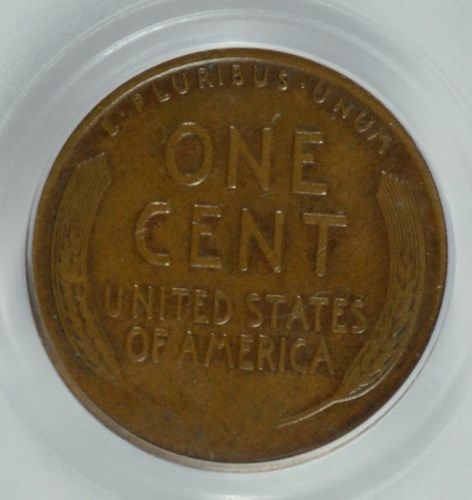 E·PLURIBUS·UNUM
ONE
CENT
UNITED STATES
OF AMERICA